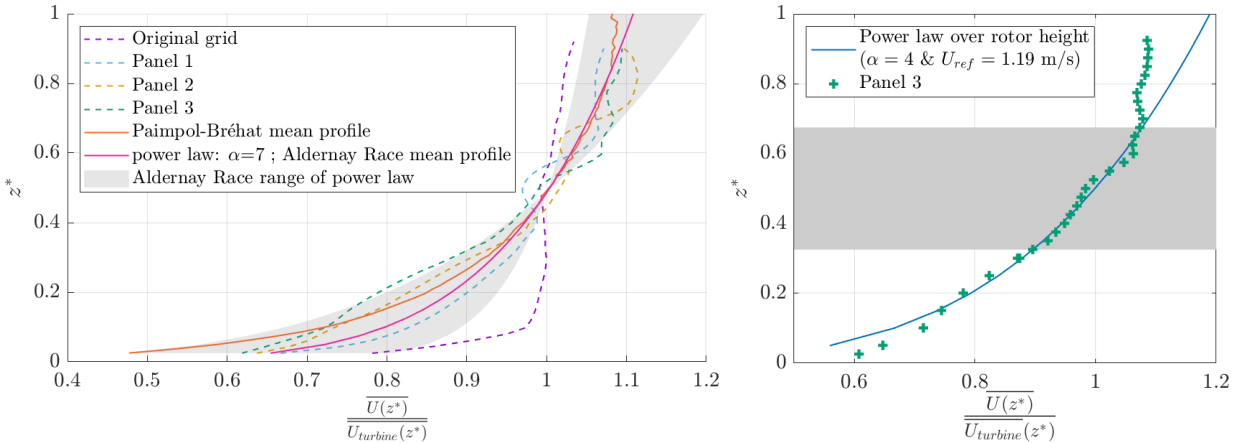 1
0.8
0.6
0.4
0.2
0
z*
0.4 0.5 0.6 0.7 0.8 0.9 1 1.1 1.2
Original grid
Panel 1
Panel 2
Panel 3
Paimpol-Bréhat mean profile
power law: α=7 ; Aldernay Race mean profile
Aldernay Race range of power law
U(z*)
U_turbine(z*)
1
0.8
0.6
0.4
0.2
0
z*
0.6 0.8 1 1.2
Power law over rotor height
(α = 4 & U_ref = 1.19 m/s)
Panel 3
U(z*)
U_turbine(z*)